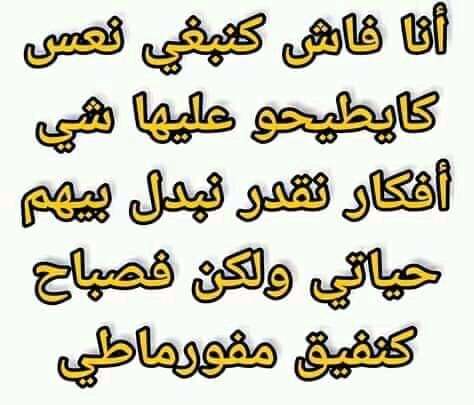 أنا فاش كنبغي نعس
كايطيحو عليها شي
أفكار نقدر نبدل بيهم
حياتي ولكن فصباح
كنفيق مفورماطي